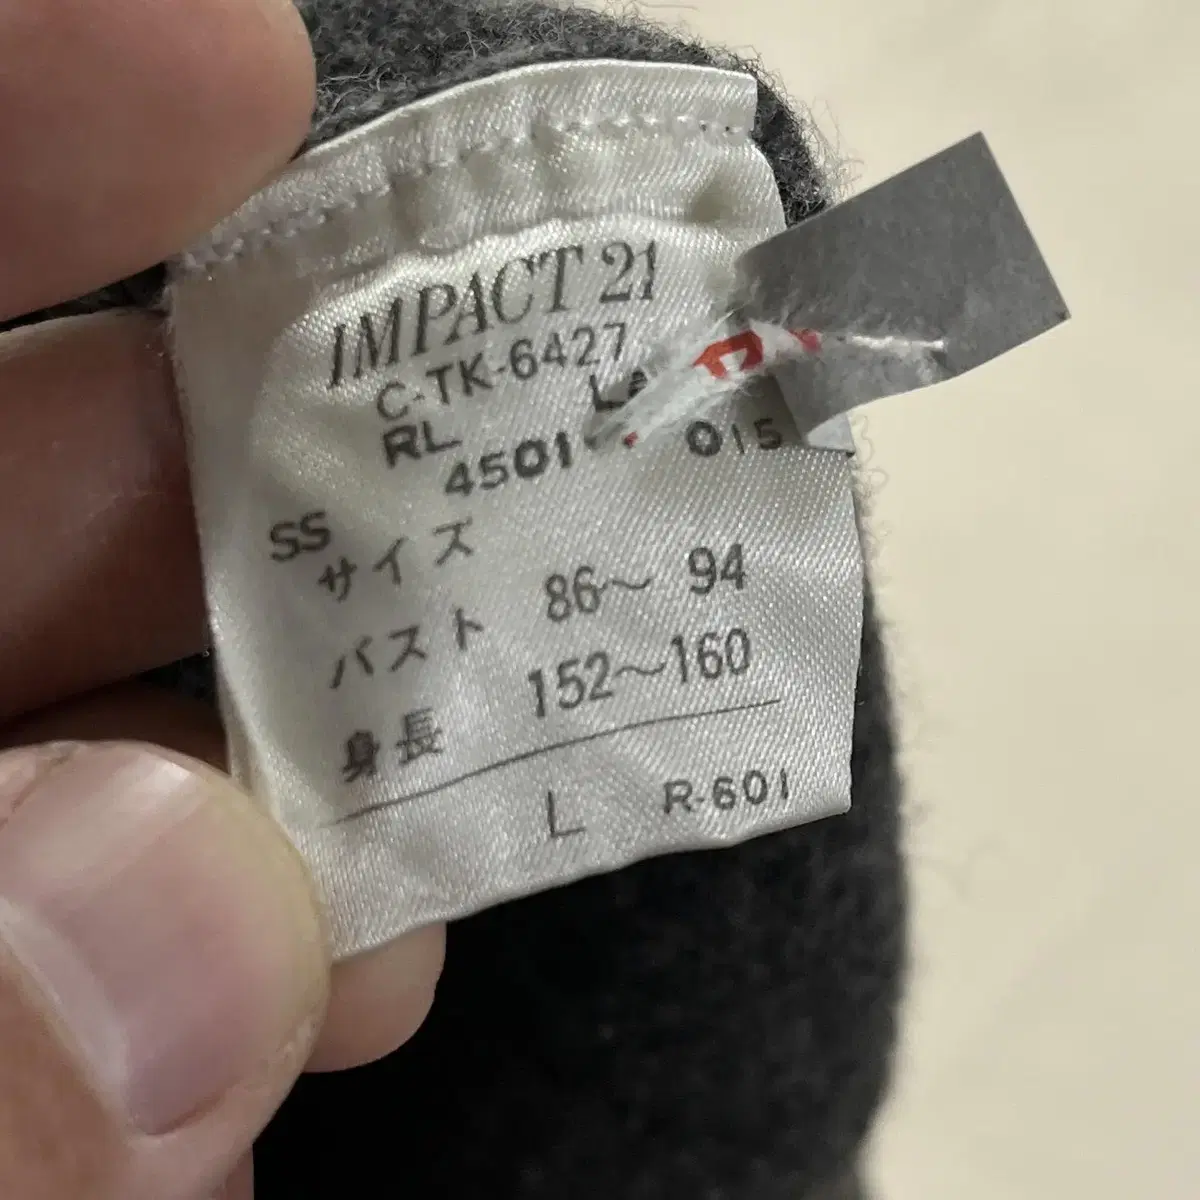 IMPACT 21
C-TK-6427
RL
4501 015
SS
サイズ
バスト 86〜 94
身長 152〜160
L R-601